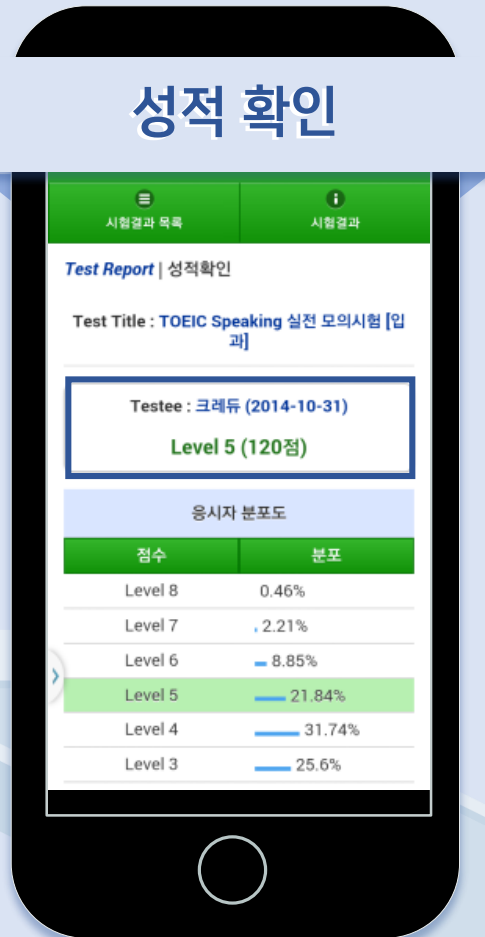 성적 확인
시험결과 목록 시험결과
Test Report | 성적확인
Test Title : TOEIC Speaking 실전 모의시험 [입
과]
Testee : 크레듀 (2014-10-31)
Level 5 (120점)
응시자 분포도
점수 분포
Level 8 0.46%
Level 7 2.21%
Level 6 8.85%
Level 5 21.84%
Level 4 31.74%
Level 3 25.6%